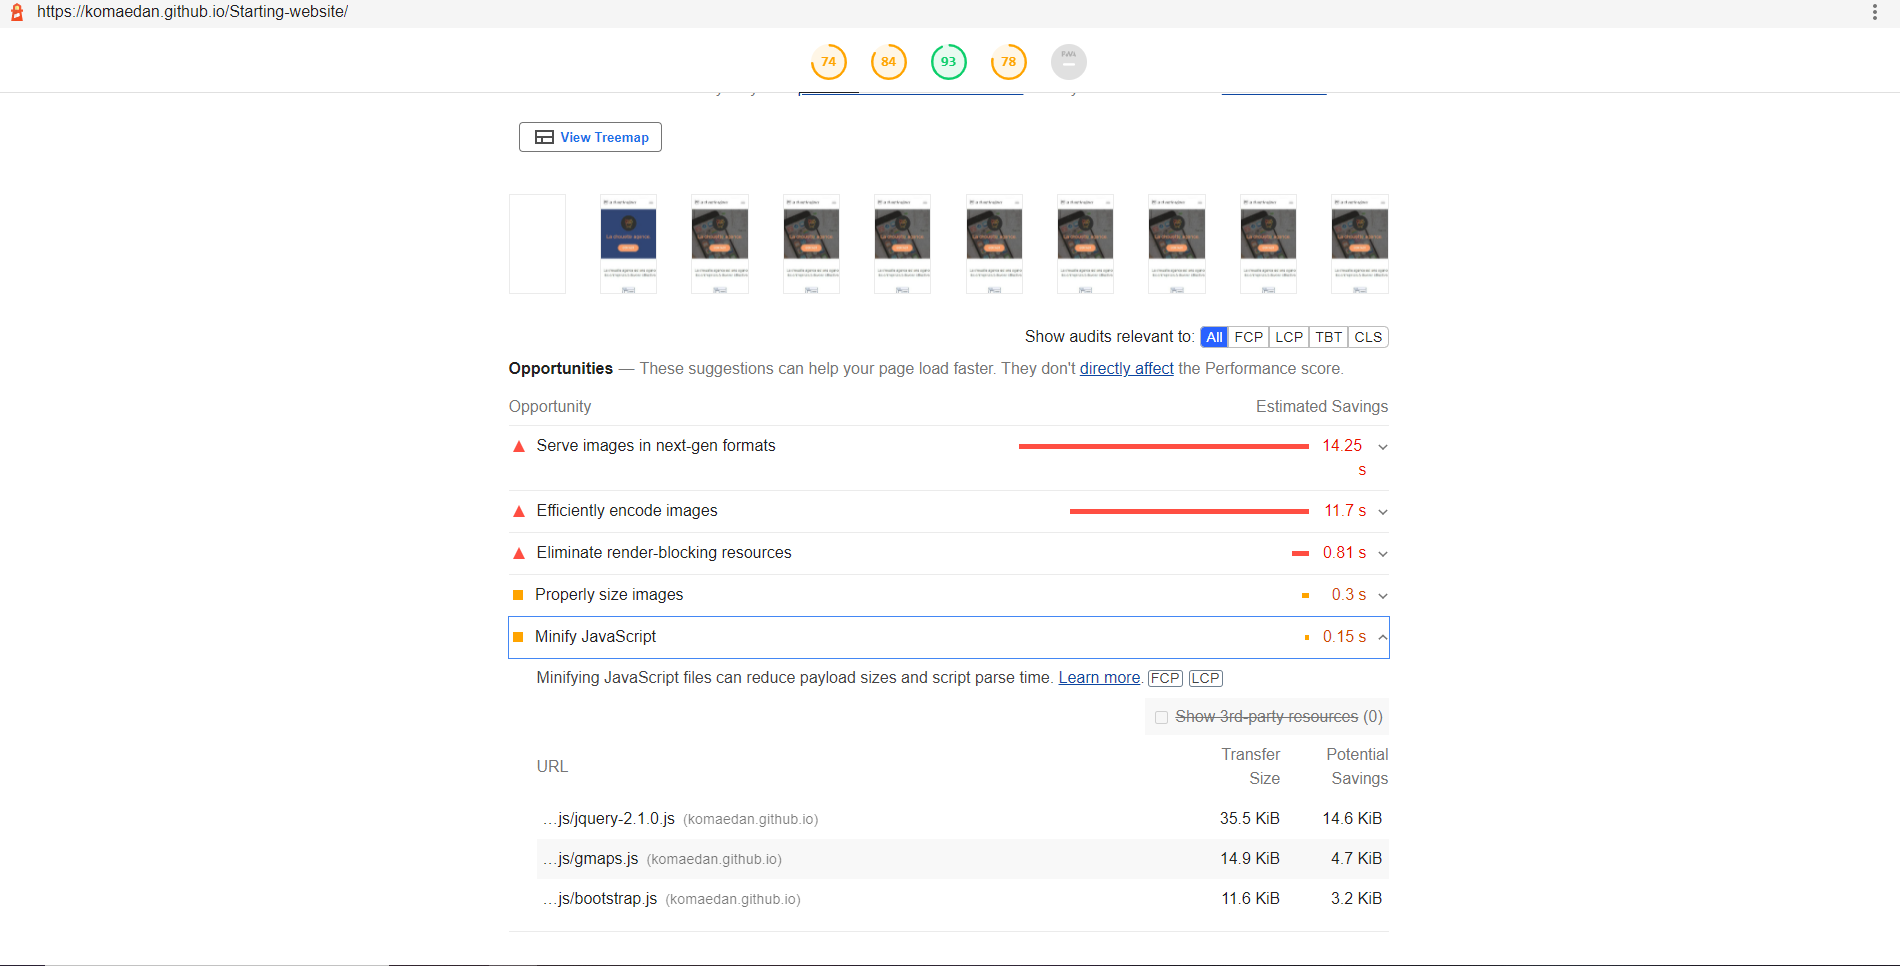 https://komaedan.github.io/Starting-website/
74 84 93 78
View Treemap
Show audits relevant to: All FCP LCP TBT CLS
Opportunities — These suggestions can help your page load faster. They don't directly affect the Performance score.
Opportunity Estimated Savings
Serve images in next-gen formats 14.25
s
Efficiently encode images 11.7 s
Eliminate render-blocking resources 0.81 s
Properly size images 0.3 s
Minify JavaScript 0.15 s
Minifying JavaScript files can reduce payload sizes and script parse time. Learn more. FCP LCP
Show 3rd-party resources (0)
Transfer Potential
URL
Size Savings
...js/jquery-2.1.0.js (komaedan.github.io) 35.5 KiB 14.6 KiB
...js/gmaps.js (komaedan.github.io) 14.9 KiB 4.7 KiB
...js/bootstrap.js (komaedan.github.io) 11.6 KiB 3.2 KiB